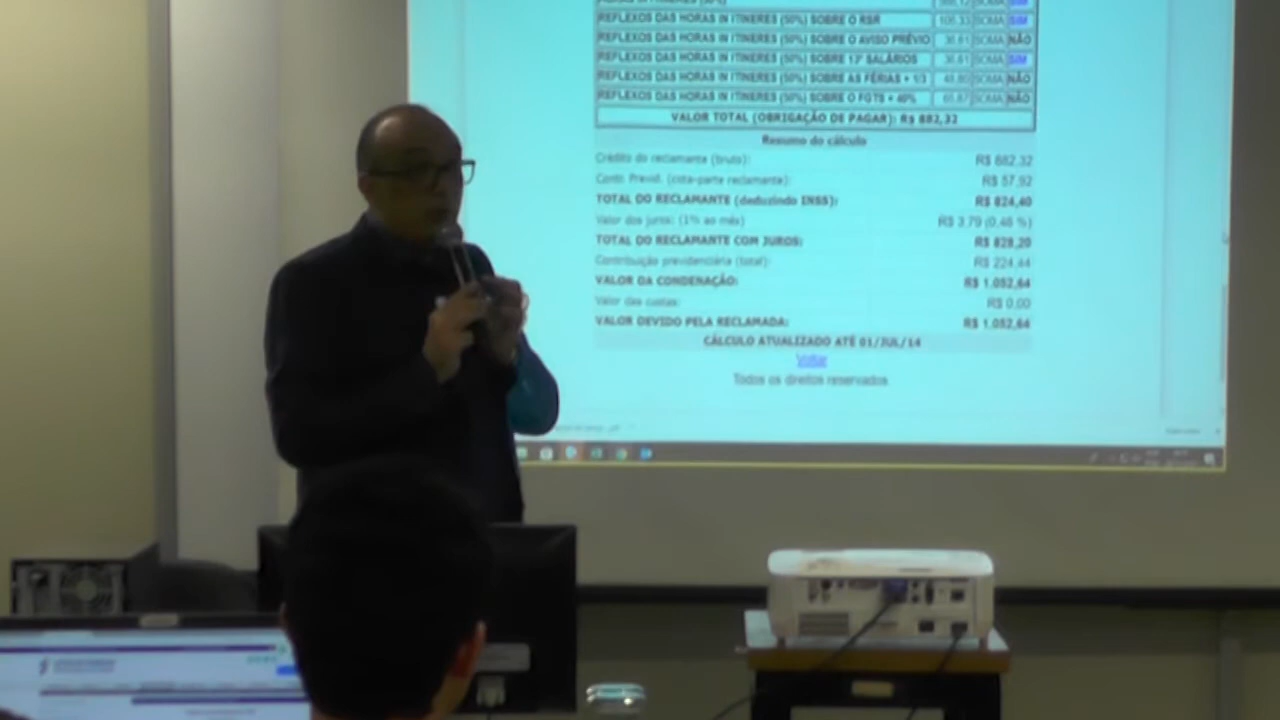 REFLEXOS DAS HORAS IN ITINERES (50%) SOBRE O RSR 106,33 SOMA SIM
REFLEXOS DAS HORAS IN ITINERES (50%) SOBRE O AVISO PRÉVIO 36,61 SOMA NÃO
REFLEXOS DAS HORAS IN ITINERES (50%) SOBRE 13º SALÁRIOS 36,61 SOMA SIM
REFLEXOS DAS HORAS IN ITINERES (50%) SOBRE AS FÉRIAS + 1/3 48,80 SOMA NÃO
REFLEXOS DAS HORAS IN ITINERES (50%) SOBRE O FGTS + 40% 65,87 SOMA NÃO
VALOR TOTAL (OBRIGAÇÃO DE PAGAR): R$ 882,32
Resumo do cálculo
Crédito do reclamante (bruto): R$ 882,32
Contr. Previd. (cota-parte reclamante): R$ 57,92
TOTAL DO RECLAMANTE (deduzindo INSS): R$ 824,40
Valor dos juros: (1% ao mês) R$ 3,79 (0,46 %)
TOTAL DO RECLAMANTE COM JUROS: R$ 828,20
Contribuição previdenciária (total): R$ 224,44
VALOR DA CONDENAÇÃO: R$ 1.052,64
Valor das custas: R$ 0,00
VALOR DEVIDO PELA RECLAMADA: R$ 1.052,64
CÁLCULO ATUALIZADO ATÉ 01/JUL/14
Voltar
Todos os direitos reservados